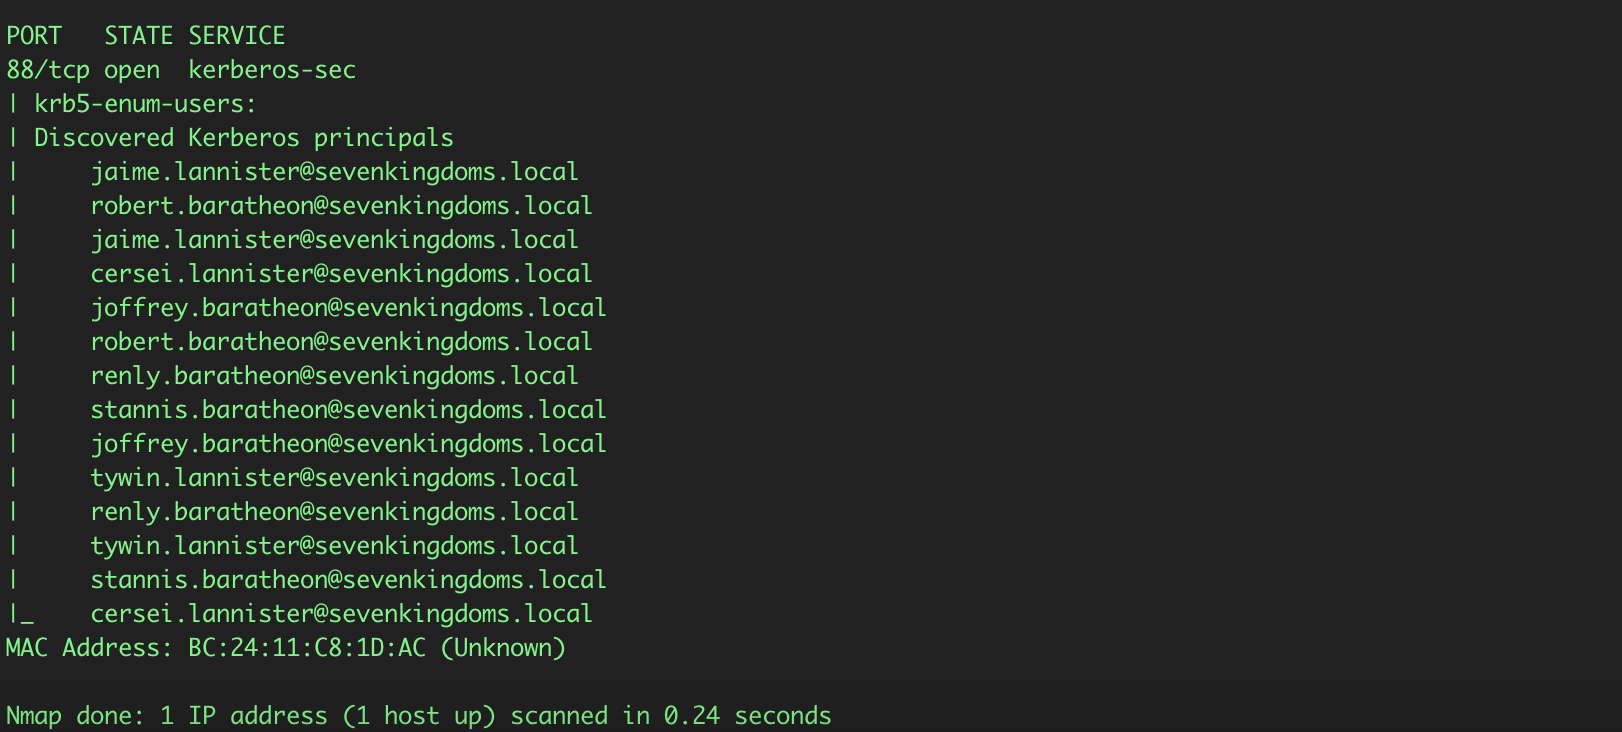 PORT   STATE SERVICE
88/tcp open  kerberos-sec
| krb5-enum-users:
| Discovered Kerberos principals
|     jaime.lannister@sevenkingdoms.local
|     robert.baratheon@sevenkingdoms.local
|     jaime.lannister@sevenkingdoms.local
|     cersei.lannister@sevenkingdoms.local
|     joffrey.baratheon@sevenkingdoms.local
|     robert.baratheon@sevenkingdoms.local
|     renly.baratheon@sevenkingdoms.local
|     stannis.baratheon@sevenkingdoms.local
|     joffrey.baratheon@sevenkingdoms.local
|     tywin.lannister@sevenkingdoms.local
|     renly.baratheon@sevenkingdoms.local
|     tywin.lannister@sevenkingdoms.local
|     stannis.baratheon@sevenkingdoms.local
|_    cersei.lannister@sevenkingdoms.local
MAC Address: BC:24:11:C8:1D:AC (Unknown)

Nmap done: 1 IP address (1 host up) scanned in 0.24 seconds